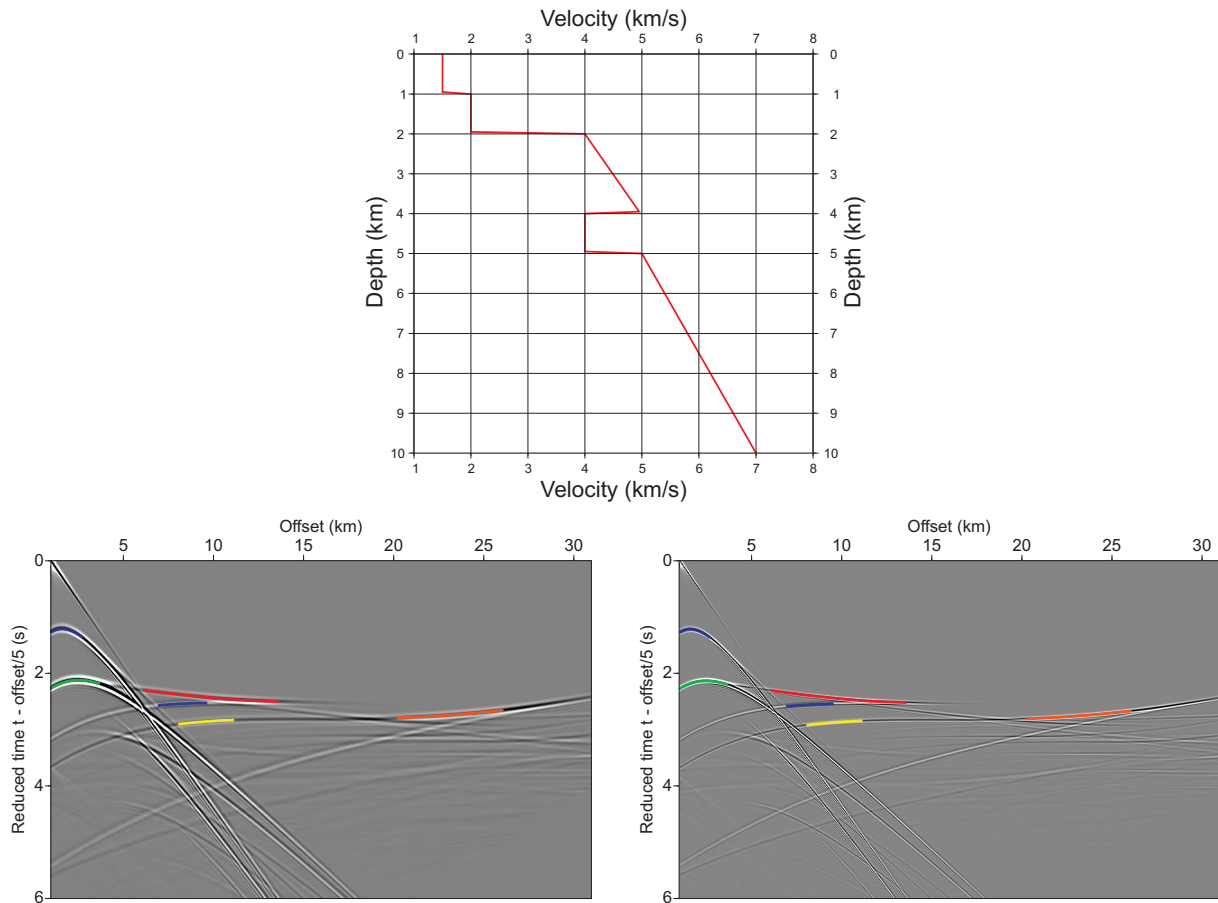 Velocity (km/s)
1 2 3 4 5 6 7 8
0 0
1 1
2 2
3 3
4 4
5 5
6 6
7 7
8 8
9 9
10 10
Depth (km)
Depth (km)
1 2 3 4 5 6 7 8
Velocity (km/s)
Offset (km)
5 10 15 20 25 30
0
2
4
6
Reduced time t - offset/5 (s)
Offset (km)
5 10 15 20 25 30
0
2
4
6
Reduced time t - offset/5 (s)